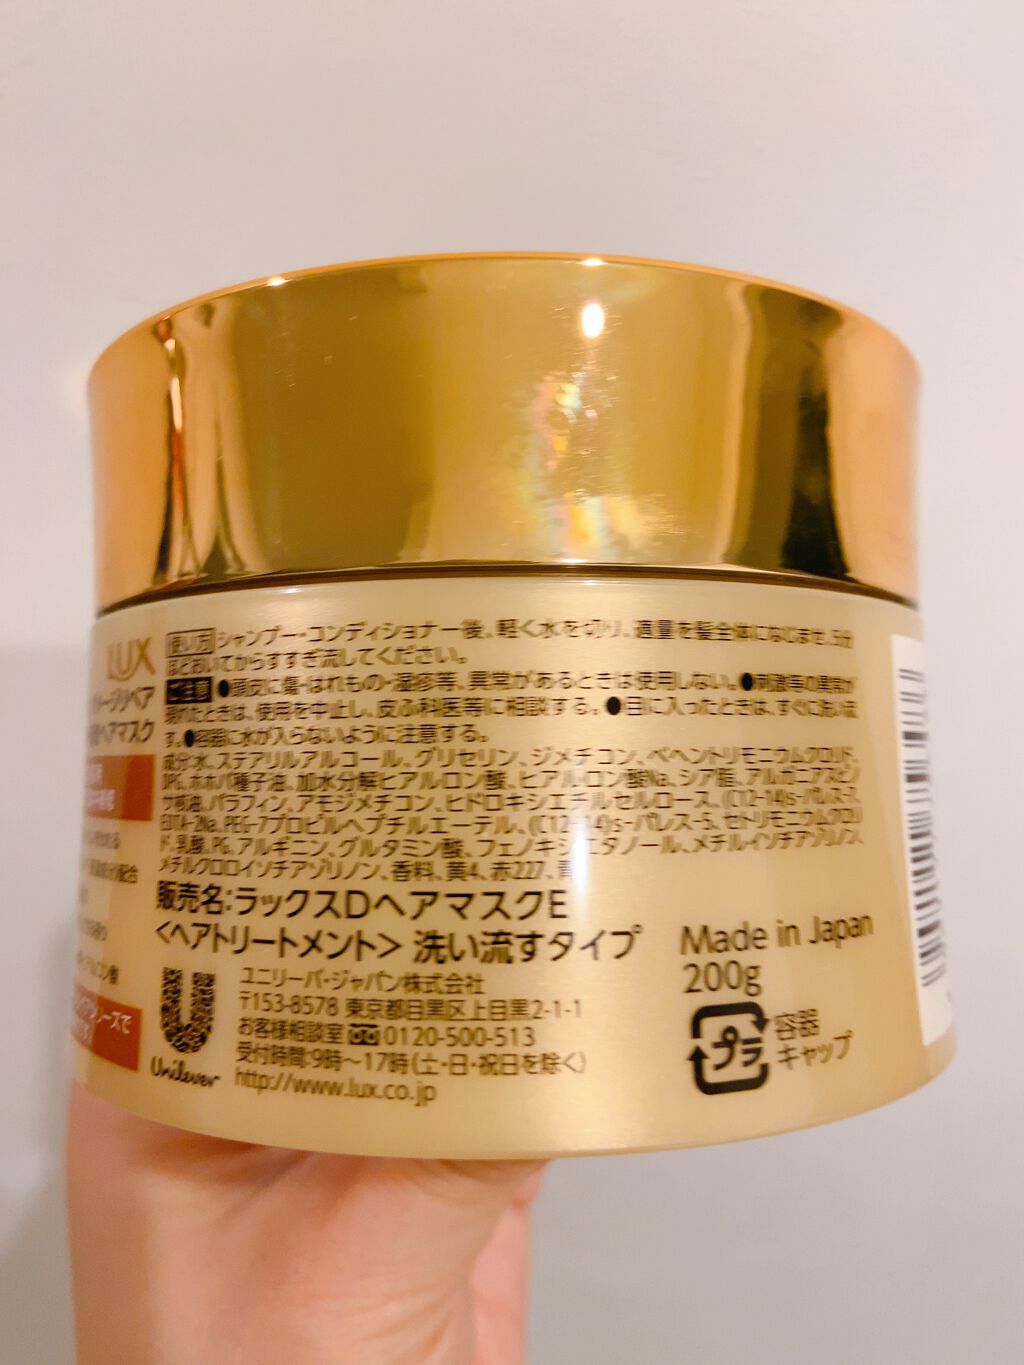 LUX
使い方 シャンプー・コンディショナー後、軽く水を切り、適量を髪全体になじませ、5分
ほどおいてからすすぎ流してください。
ご注意 ●頭皮に傷・はれもの・湿疹等、異常があるときは使用しない。●刺激等の異常が
現れたときは、使用を中止し、皮ふ科医等に相談する。●目に入ったときは、すぐに洗い流
す。●容器に水が入らないように注意する。
成分:水、ステアリルアルコール、グリセリン、ジメチコン、ベヘントリモニウムクロリド、
DPG、ホホバ種子油、加水分解ヒアルロン酸、ヒアルロン酸Na、シア脂、アルガニアスピノ
サ核油、パラフィン、アモジメチコン、ヒドロキシエチルセルロース、(C12-14)s-パレス-7、
EDTA-2Na、PEG-7プロピルヘプチルエーテル、(C12-14)s-パレス-5、セトリモニウムクロリ
ド、乳酸、PG、アルギニン、グルタミン酸、フェノキシエタノール、メチルイソチアゾリノン、
メチルクロロイソチアゾリノン、香料、黄4、赤227、青
販売名:ラックスDヘアマスクE
<ヘアトリートメント> 洗い流すタイプ
Made in Japan
200g
プラ
容器
キャップ
Unilever
ユニリーバ・ジャパン株式会社
〒153-8578 東京都目黒区上目黒2-1-1
お客様相談室 0120-500-513
受付時間:9時~17時(土・日・祝日を除く)
http://www.lux.co.jp
リペア
ヘアマスク